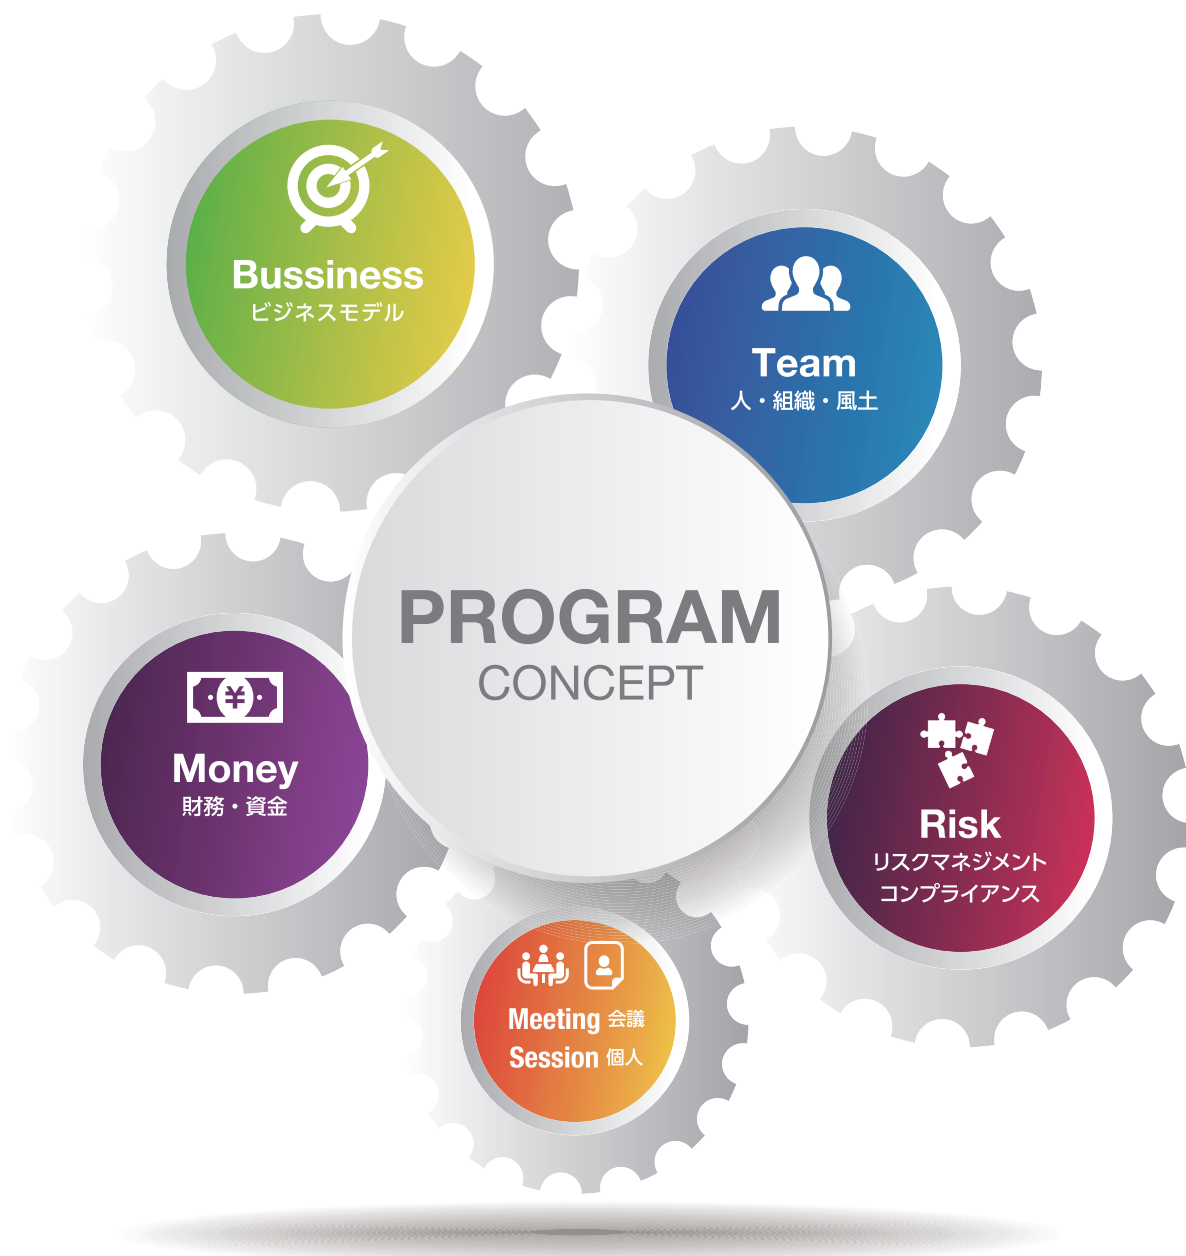 Bussiness
ビジネスモデル
Team
人・組織・風土
PROGRAM
CONCEPT
Money
財務・資金
Risk
リスクマネジメント
コンプライアンス
Meeting 会議
Session 個人